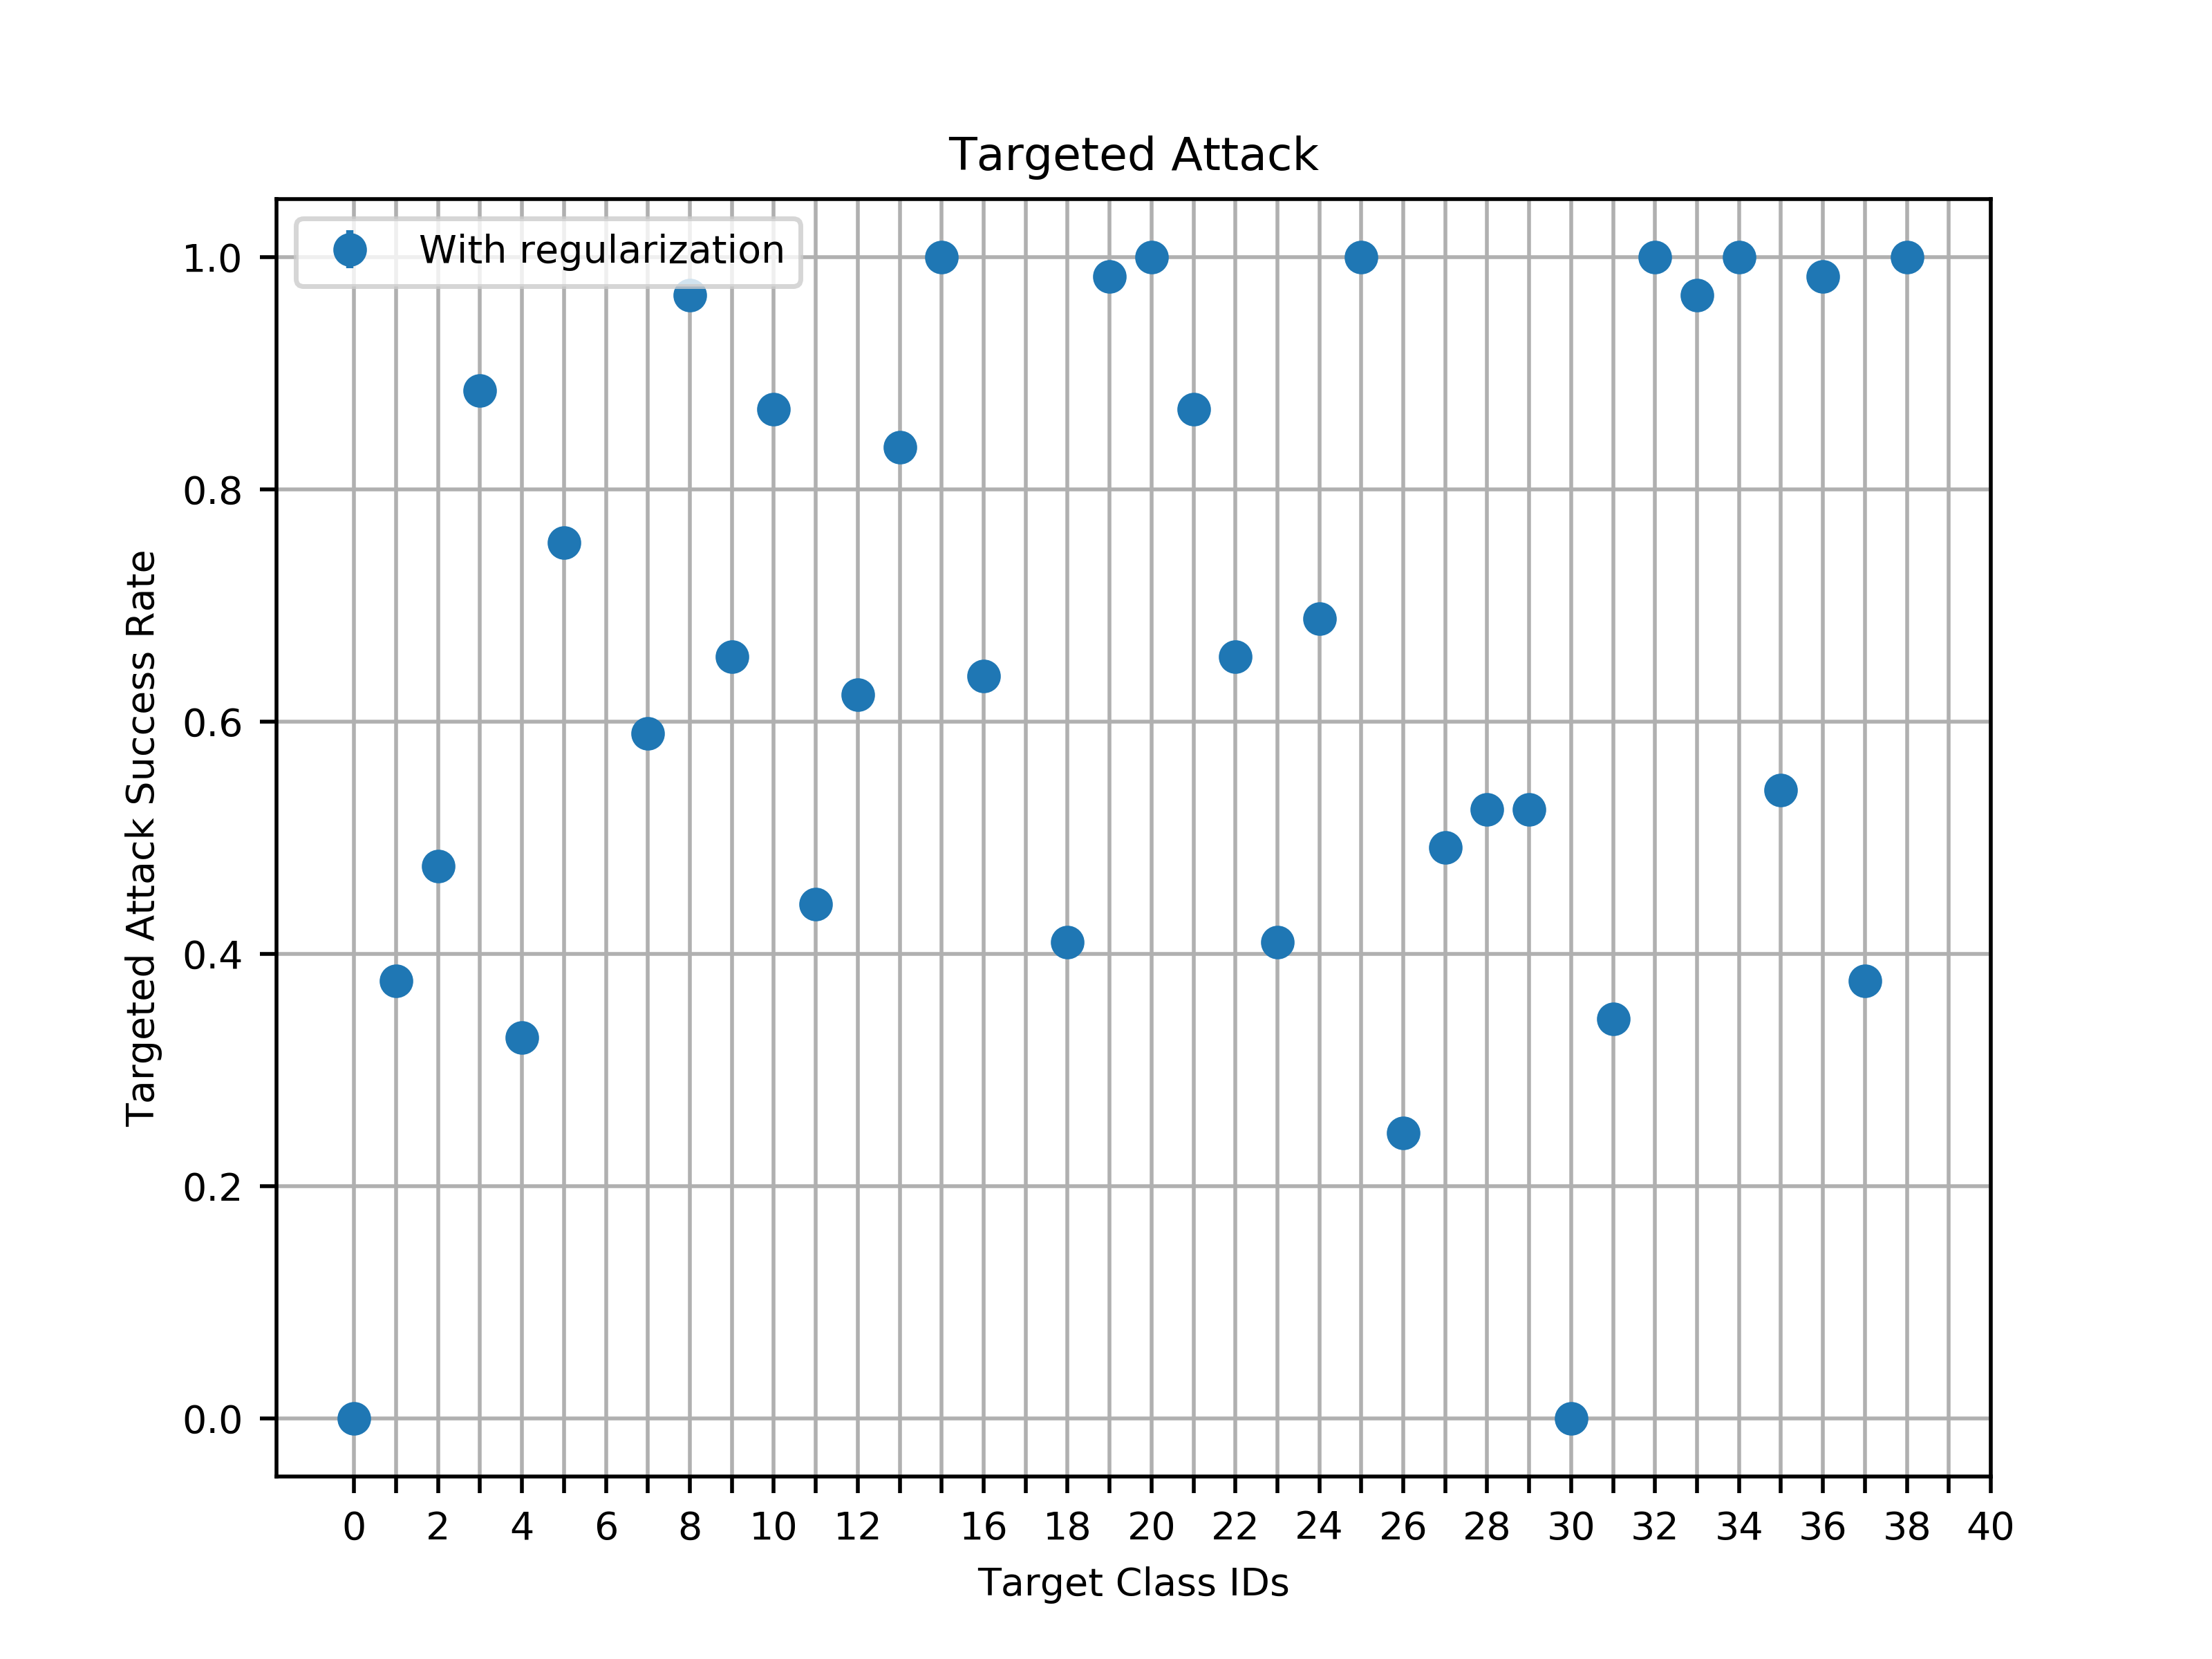 Targeted Attack
With regularization
Targeted Attack Success Rate
1.0
0.8
0.6
0.4
0.2
0.0
0 2 4 6 8 10 12 16 18 20 22 24 26 28 30 32 34 36 38 40
Target Class IDs